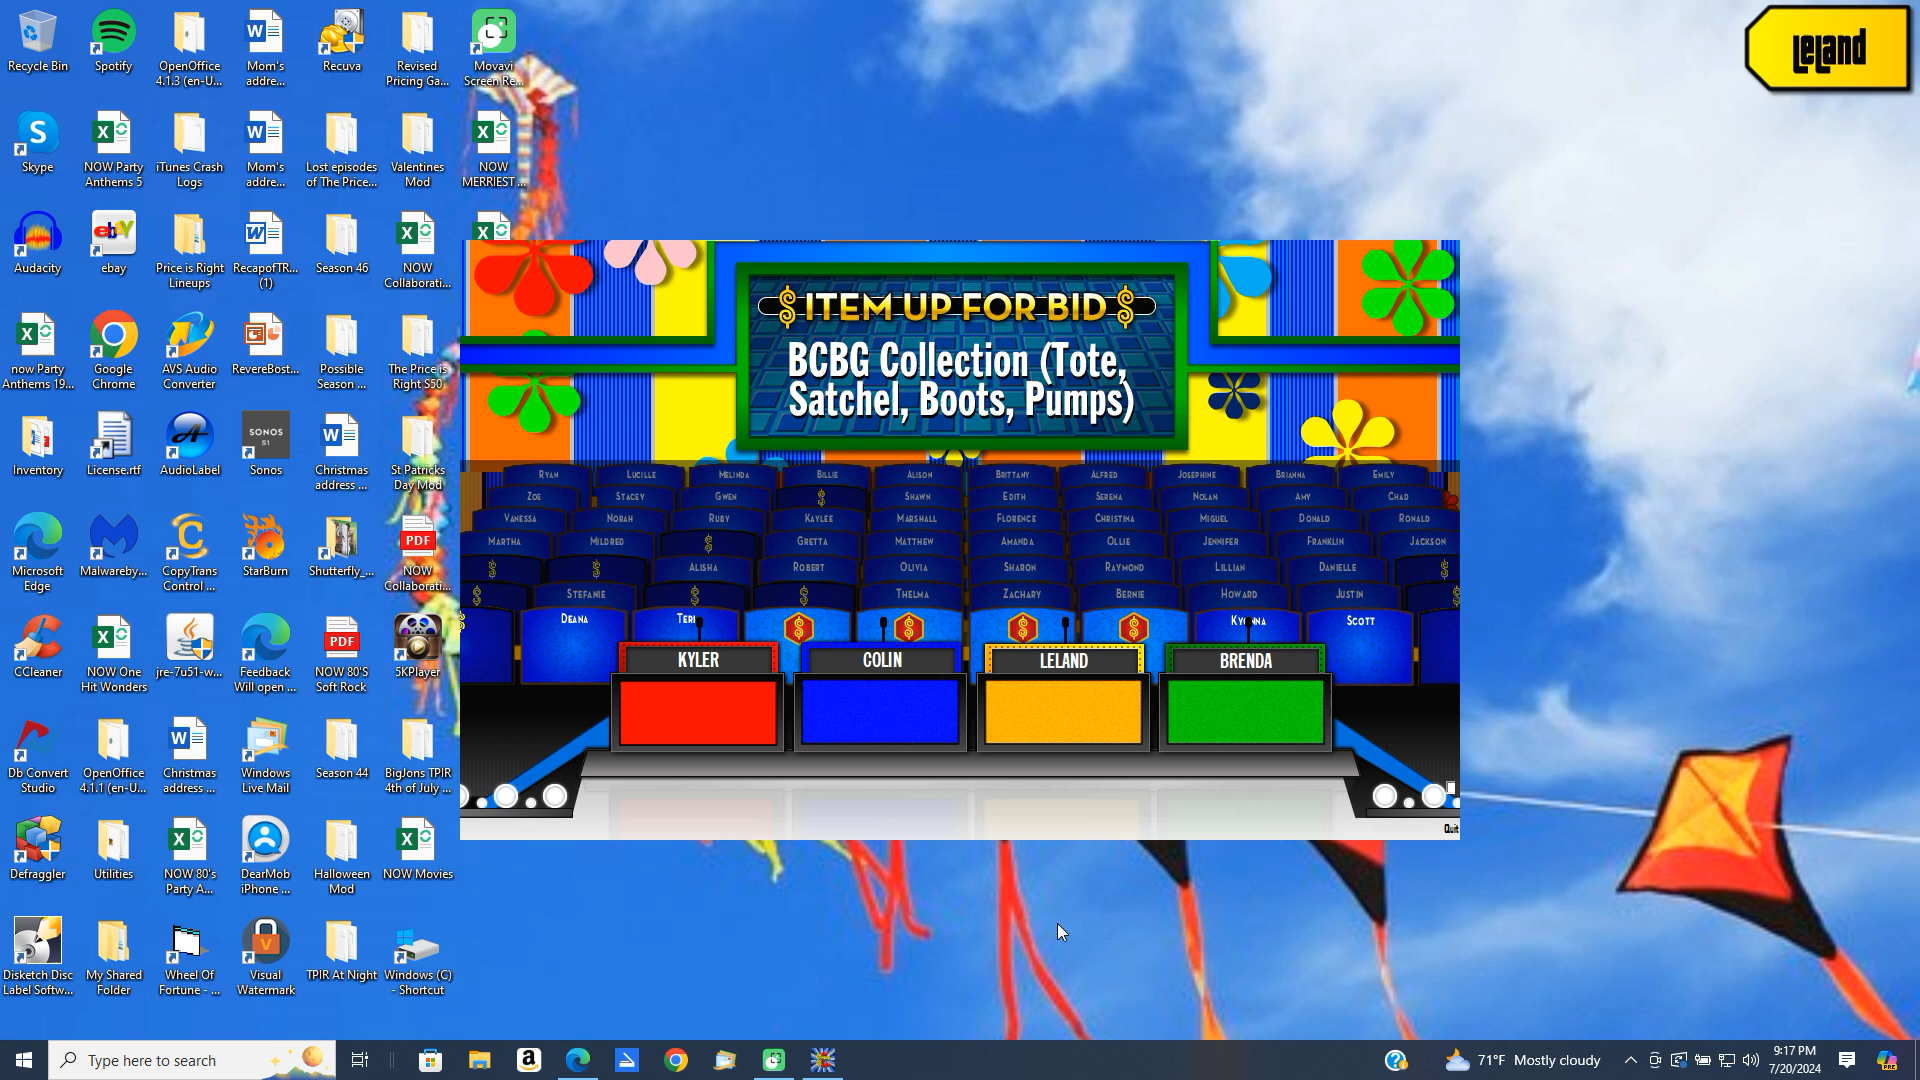 Recycle Bin
Spotify
OpenOffice
4.1.3 (en-U...
Mom's
addre...
Recuva
Revised
Pricing Ga...
Movavi
Screen Re...
Leland
Skype
NOW Party
Anthems 5
iTunes Crash
Logs
Mom's
addre...
Lost episodes
of The Price...
Valentines
Mod
NOW
MERRIEST ...
Audacity
ebay
Price is Right
Lineups
RecapofTR...
(1)
Season 46
NOW
Collaborati...
now Party
Anthems 19...
Google
Chrome
AVS Audio
Converter
RevereBost...
Possible
Season ...
The Price is
Right S50
Inventory
License.rtf
AudioLabel
SONOS
S1
Sonos
Christmas
address ...
St Patricks
Day Mod
Microsoft
Edge
Malwareby...
CopyTrans
Control ...
StarBurn
Shutterfly_...
PDF
NOW
Collaborati...
CCleaner
NOW One
Hit Wonders
jre-7u51-w...
Feedback
Will open ...
PDF
NOW 80'S
Soft Rock
5KPlayer
Db Convert
Studio
OpenOffice
4.1.1 (en-U...
Christmas
address ...
Windows
Live Mail
Season 44
BigJons TPIR
4th of July ...
Defraggler
Utilities
NOW 80's
Party A...
DearMob
iPhone ...
Halloween
Mod
NOW Movies
Disketch Disc
Label Softw...
My Shared
Folder
Wheel Of
Fortune - ...
Visual
Watermark
TPIR At Night
Windows (C)
- Shortcut
$ ITEM UP FOR BID $
BCBG Collection (Tote,
Satchel, Boots, Pumps)
RYAN LUCILLE MELINDA BILLIE ALISON BRITTANY ALFRED JOSEPHINE BRIANNA EMILY
ZOE STACEY GWEN $ SHAWN EDITH SERENA NOLAN AMY CHAD
VANESSA NORAH RUBY KAYLEE MARSHALL FLORENCE CHRISTINA MIGUEL DONALD RONALD
MARTHA MILDRED $ GRETTA MATTHEW AMANDA OLLIE JENNIFER FRANKLIN JACKSON
$ $ ALISHA ROBERT OLIVIA SHARON RAYMOND LILLIAN DANIELLE $
$ STEFANIE $ $ THELMA ZACHARY BERNIE HOWARD JUSTIN $
$ DEANA $ $ $ $ SCOTT
KYLER COLIN LELAND BRENDA
Quit
Type here to search
71°F Mostly cloudy
9:17 PM
7/20/2024